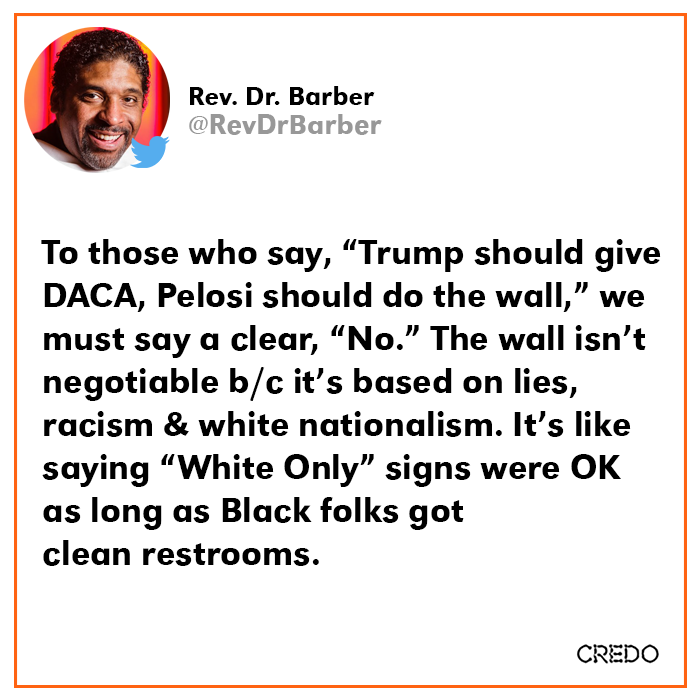 Rev. Dr. Barber
@RevDrBarber
To those who say, “Trump should give
DACA, Pelosi should do the wall,” we
must say a clear, “No.” The wall isn’t
negotiable b/c it’s based on lies,
racism & white nationalism. It’s like
saying “White Only” signs were OK
as long as Black folks got
clean restrooms.
CREDO